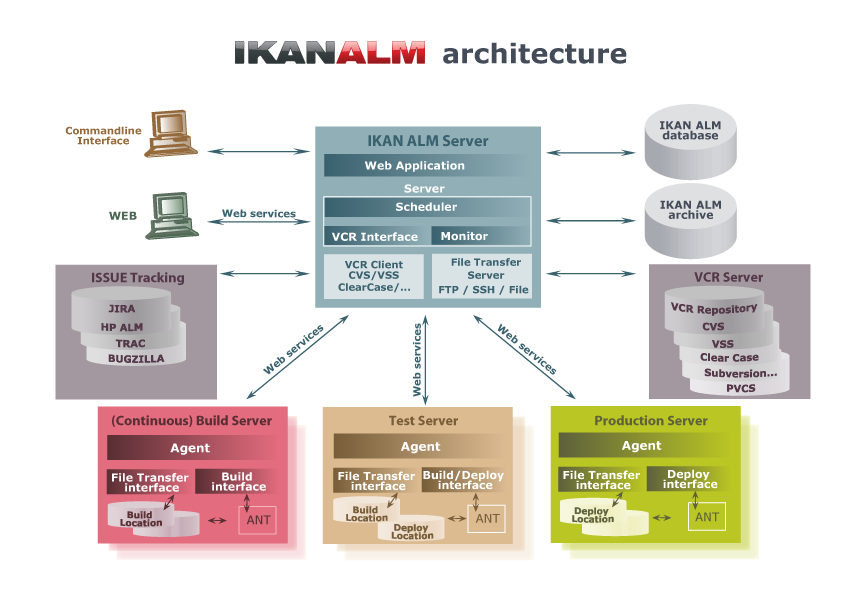 IKANALM architecture
Commandline
Interface
WEB
Web services
IKAN ALM Server
Web Application
Server
Scheduler
VCR Interface
Monitor
VCR Client
CVS/VSS
ClearCase/...
File Transfer
Server
FTP / SSH / File
IKAN ALM
database
IKAN ALM
archive
ISSUE Tracking
JIRA
HP ALM
TRAC
BUGZILLA
VCR Server
VCR Repository
CVS
VSS
Clear Case
Subversion...
PVCS
Web services
Web services
Web services
(Continuous) Build Server
Agent
File Transfer
interface
Build
interface
Build
Location
ANT
Test Server
Agent
File Transfer
interface
Build/Deploy
interface
Build
Location
Deploy
Location
ANT
Production Server
Agent
File Transfer
interface
Deploy
interface
Deploy
Location
ANT